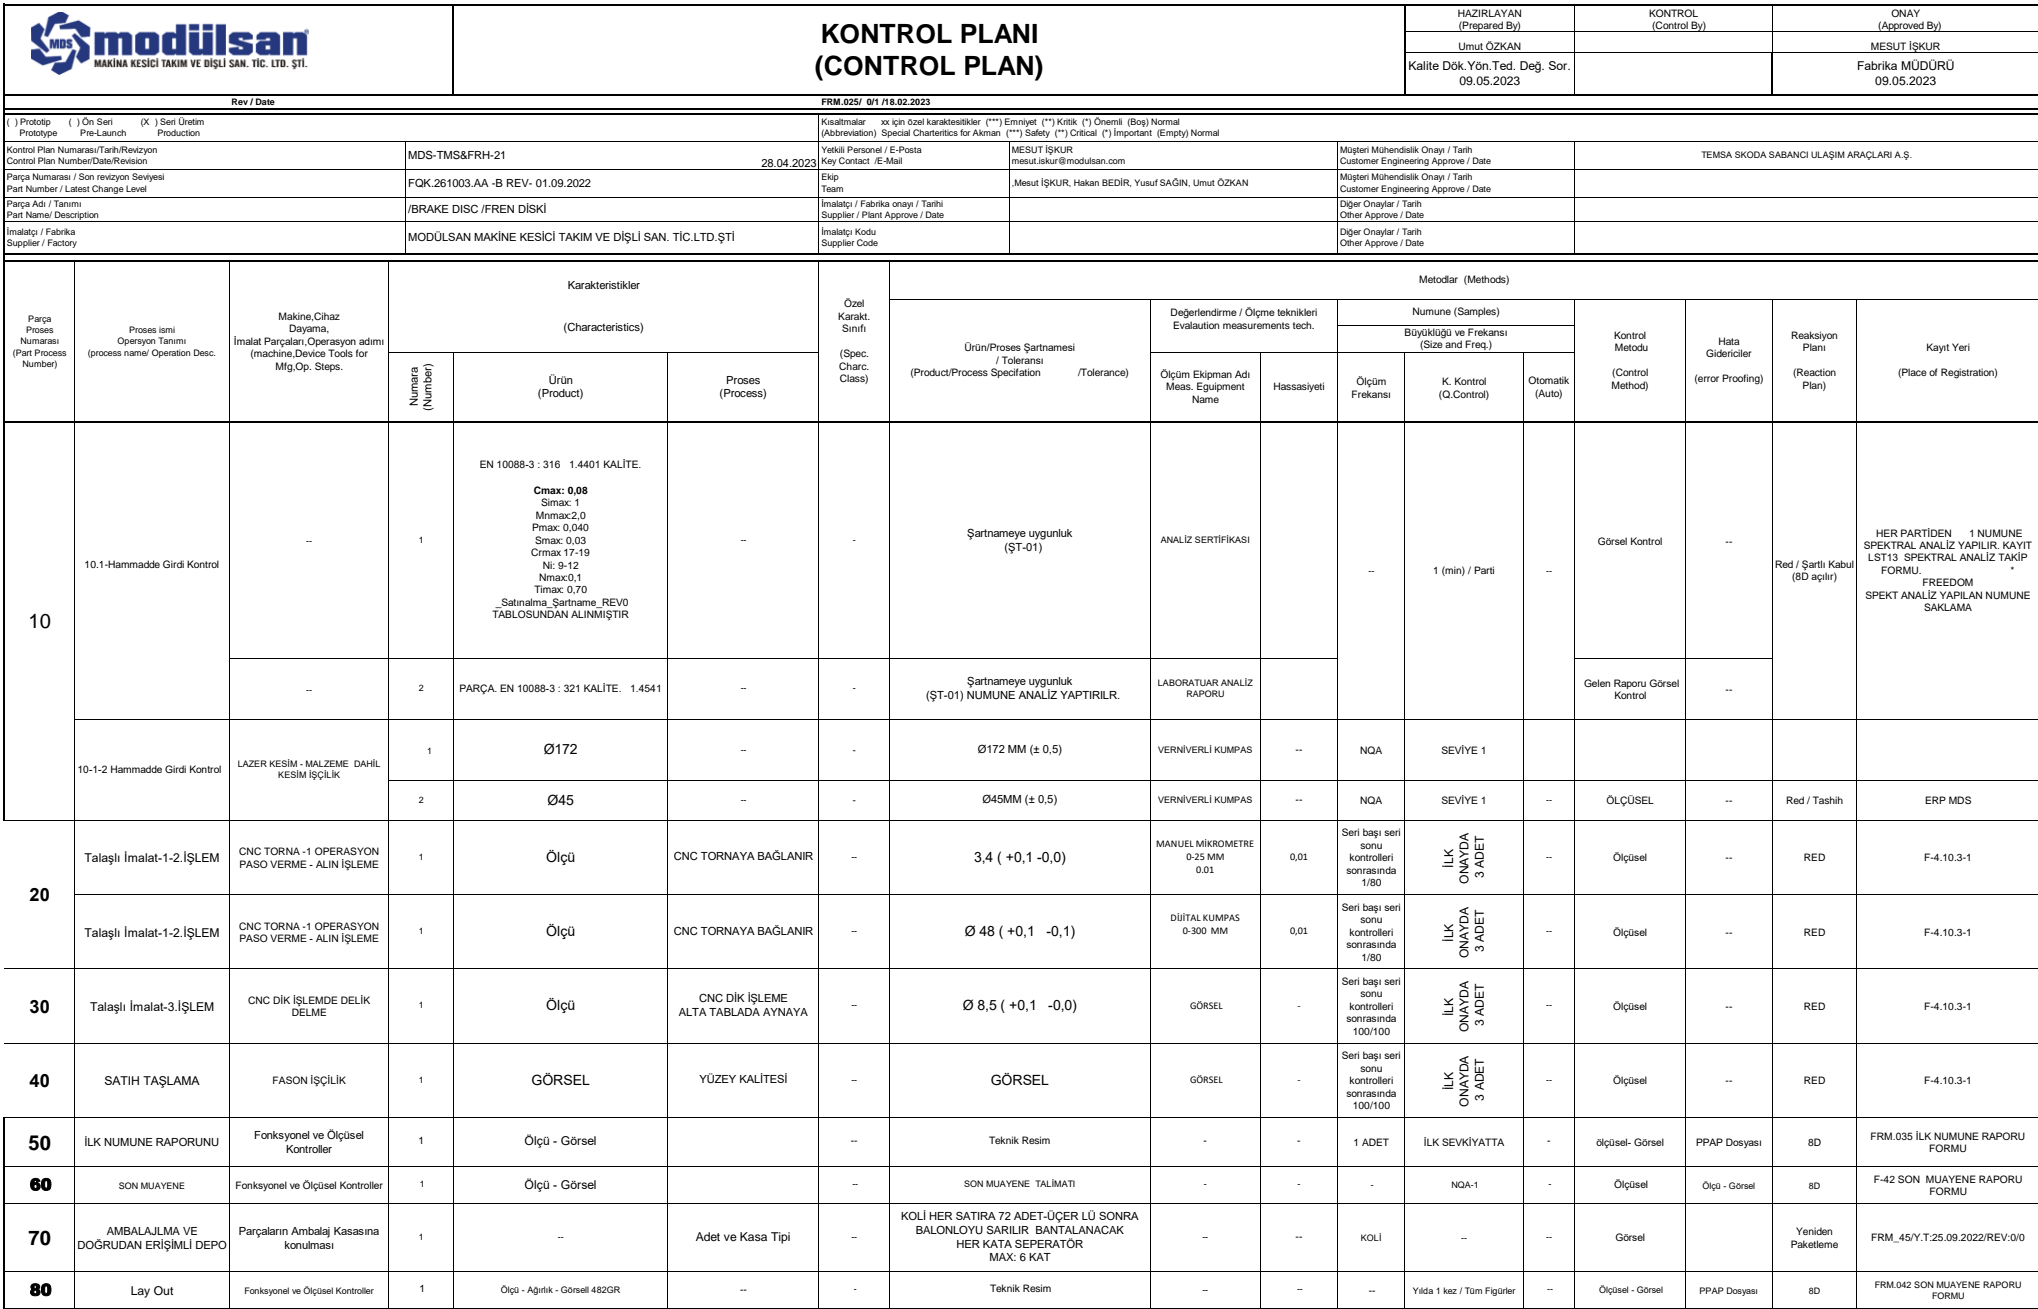 MDS modülsan
MAKİNA KESİCİ TAKIM VE DİŞLİ SAN. TİC. LTD. ŞTİ.
KONTROL PLANI
(CONTROL PLAN)
HAZIRLAYAN
(Prepared By)
KONTROL
(Control By)
ONAY
(Approved By)
Umut ÖZKAN
MESUT İŞKUR
Kalite Dök.Yön.Ted. Değ. Sor.
09.05.2023
Fabrika MÜDÜRÜ
09.05.2023
Rev / Date
FRM.025/ 0/1 /18.02.2023
( ) Prototip ( ) Ön Seri (X ) Seri Üretim
Prototype Pre-Launch Production
Kısaltmalar xx için özel karaktesitikler (***) Emniyet (**) Kritik (*) Önemli (Boş) Normal
(Abbreviation) Special Charteritics for Akman (***) Safety (**) Critical (*) İmportant (Empty) Normal
Kontrol Plan Numarası/Tarih/Revizyon
Control Plan Number/Date/Revision
MDS-TMS&FRH-21
28.04.2023
Yetkili Personel / E-Posta
Key Contact /E-Mail
MESUT İŞKUR
mesut.iskur@modulsan.com
Müşteri Mühendislik Onayı / Tarih
Customer Engineering Approve / Date
TEMSA SKODA SABANCI ULAŞIM ARAÇLARI A.Ş.
Parça Numarası / Son revizyon Seviyesi
Part Number / Latest Change Level
FQK.261003.AA -B REV- 01.09.2022
Ekip
Team
,Mesut İŞKUR, Hakan BEDİR, Yusuf SAĞIN, Umut ÖZKAN
Müşteri Mühendislik Onayı / Tarih
Customer Engineering Approve / Date
Parça Adı / Tanımı
Part Name/ Description
/BRAKE DISC /FREN DİSKİ
İmalatçı / Fabrika onayı / Tarihi
Supplier / Plant Approve / Date
Diğer Onaylar / Tarih
Other Approve / Date
İmalatçı / Fabrika
Supplier / Factory
MODÜLSAN MAKİNE KESİCİ TAKIM VE DİŞLİ SAN. TİC.LTD.ŞTİ
İmalatçı Kodu
Supplier Code
Diğer Onaylar / Tarih
Other Approve / Date
Parça
Proses
Numarası
(Part Process
Number)
Proses ismi
Opersyon Tanımı
(process name/ Operation Desc.
Makine,Cihaz
Dayama,
İmalat Parçaları,Operasyon adımı
(machine,Device Tools for
Mfg,Op. Steps.
Karakteristikler
(Characteristics)
Numara
(Number)
Ürün
(Product)
Proses
(Process)
Özel
Karakt.
Sınıfı
(Spec.
Charc.
Class)
Metodlar (Methods)
Ürün/Proses Şartnamesi
/ Toleransı
(Product/Process Specifation /Tolerance)
Değerlendirme / Ölçme teknikleri
Evalaution measurements tech.
Ölçüm Ekipman Adı
Meas. Eguipment
Name
Hassasiyeti
Numune (Samples)
Büyüklüğü ve Frekansı
(Size and Freq.)
Ölçüm
Frekansı
K. Kontrol
(Q.Control)
Otomatik
(Auto)
Kontrol
Metodu
(Control
Method)
Hata
Gidericiler
(error Proofing)
Reaksiyon
Planı
(Reaction
Plan)
Kayıt Yeri
(Place of Registration)
10
10.1-Hammadde Girdi Kontrol
--
1
EN 10088-3 : 316 1.4401 KALİTE.
Cmax: 0,08
Simax: 1
Mnmax:2,0
Pmax: 0,040
Smax: 0,03
Crmax 17-19
Ni: 9-12
Nmax:0,1
Timax: 0,70
_Satınalma_Şartname_REV0
TABLOSUNDAN ALINMIŞTIR
--
-
Şartnameye uygunluk
(ŞT-01)
ANALİZ SERTİFİKASI
--
1 (min) / Parti
--
Görsel Kontrol
--
Red / Şartlı Kabul
(8D açılır)
HER PARTİDEN 1 NUMUNE
SPEKTRAL ANALİZ YAPILIR. KAYIT
LST13 SPEKTRAL ANALİZ TAKİP
FORMU. *
FREEDOM
SPEKT ANALİZ YAPILAN NUMUNE
SAKLAMA
--
2
PARÇA. EN 10088-3 : 321 KALİTE. 1.4541
--
-
Şartnameye uygunluk
(ŞT-01) NUMUNE ANALİZ YAPTIRILR.
LABORATUAR ANALİZ
RAPORU
Gelen Raporu Görsel
Kontrol
--
10-1-2 Hammadde Girdi Kontrol
LAZER KESİM - MALZEME DAHİL
KESİM İŞÇİLİK
1
Ø172
--
-
Ø172 MM (± 0,5)
VERNİVERLİ KUMPAS
--
NQA
SEVİYE 1
2
Ø45
--
-
Ø45MM (± 0,5)
VERNİVERLİ KUMPAS
--
NQA
SEVİYE 1
--
ÖLÇÜSEL
--
Red / Tashih
ERP MDS
20
Talaşlı İmalat-1-2.İŞLEM
CNC TORNA -1 OPERASYON
PASO VERME - ALIN İŞLEME
1
Ölçü
CNC TORNAYA BAĞLANIR
--
3,4 ( +0,1 -0,0)
MANUEL MİKROMETRE
0-25 MM
0.01
0,01
Seri başı seri
sonu
kontrolleri
sonrasında
1/80
İLK
ONAYDA
3 ADET
--
Ölçüsel
--
RED
F-4.10.3-1
Talaşlı İmalat-1-2.İŞLEM
CNC TORNA -1 OPERASYON
PASO VERME - ALIN İŞLEME
1
Ölçü
CNC TORNAYA BAĞLANIR
--
Ø 48 ( +0,1 -0,1)
DİJİTAL KUMPAS
0-300 MM
0,01
Seri başı seri
sonu
kontrolleri
sonrasında
1/80
İLK
ONAYDA
3 ADET
--
Ölçüsel
--
RED
F-4.10.3-1
30
Talaşlı İmalat-3.İŞLEM
CNC DİK İŞLEMDE DELİK
DELME
1
Ölçü
CNC DİK İŞLEME
ALTA TABLADA AYNAYA
--
Ø 8,5 ( +0,1 -0,0)
GÖRSEL
-
Seri başı seri
sonu
kontrolleri
sonrasında
100/100
İLK
ONAYDA
3 ADET
--
Ölçüsel
--
RED
F-4.10.3-1
40
SATIH TAŞLAMA
FASON İŞÇİLİK
1
GÖRSEL
YÜZEY KALİTESİ
--
GÖRSEL
GÖRSEL
-
Seri başı seri
sonu
kontrolleri
sonrasında
100/100
İLK
ONAYDA
3 ADET
--
Ölçüsel
--
RED
F-4.10.3-1
50
İLK NUMUNE RAPORUNU
Fonksyonel ve Ölçüsel
Kontroller
1
Ölçü - Görsel
--
Teknik Resim
-
-
1 ADET
İLK SEVKİYATTA
-
ölçüsel- Görsel
PPAP Dosyası
8D
FRM.035 İLK NUMUNE RAPORU
FORMU
60
SON MUAYENE
Fonksyonel ve Ölçüsel Kontroller
1
Ölçü - Görsel
--
SON MUAYENE TALİMATI
-
-
-
NQA-1
-
Ölçüsel
Ölçü - Görsel
8D
F-42 SON MUAYENE RAPORU
FORMU
70
AMBALAJLMA VE
DOĞRUDAN ERİŞİMLİ DEPO
Parçaların Ambalaj Kasasına
konulması
1
--
Adet ve Kasa Tipi
--
KOLİ HER SATIRA 72 ADET-ÜÇER LÜ SONRA
BALONLOYU SARILIR BANTALANACAK
HER KATA SEPERATÖR
MAX: 6 KAT
--
--
KOLİ
--
--
Görsel
Yeniden
Paketleme
FRM_45/Y.T:25.09.2022/REV:0/0
80
Lay Out
Fonksyonel ve Ölçüsel Kontroller
1
Ölçü - Ağırlık - Görsell 482GR
--
-
Teknik Resim
--
--
--
Yılda 1 kez / Tüm Figürler
--
Ölçüsel - Görsel
PPAP Dosyası
8D
FRM.042 SON MUAYENE RAPORU
FORMU